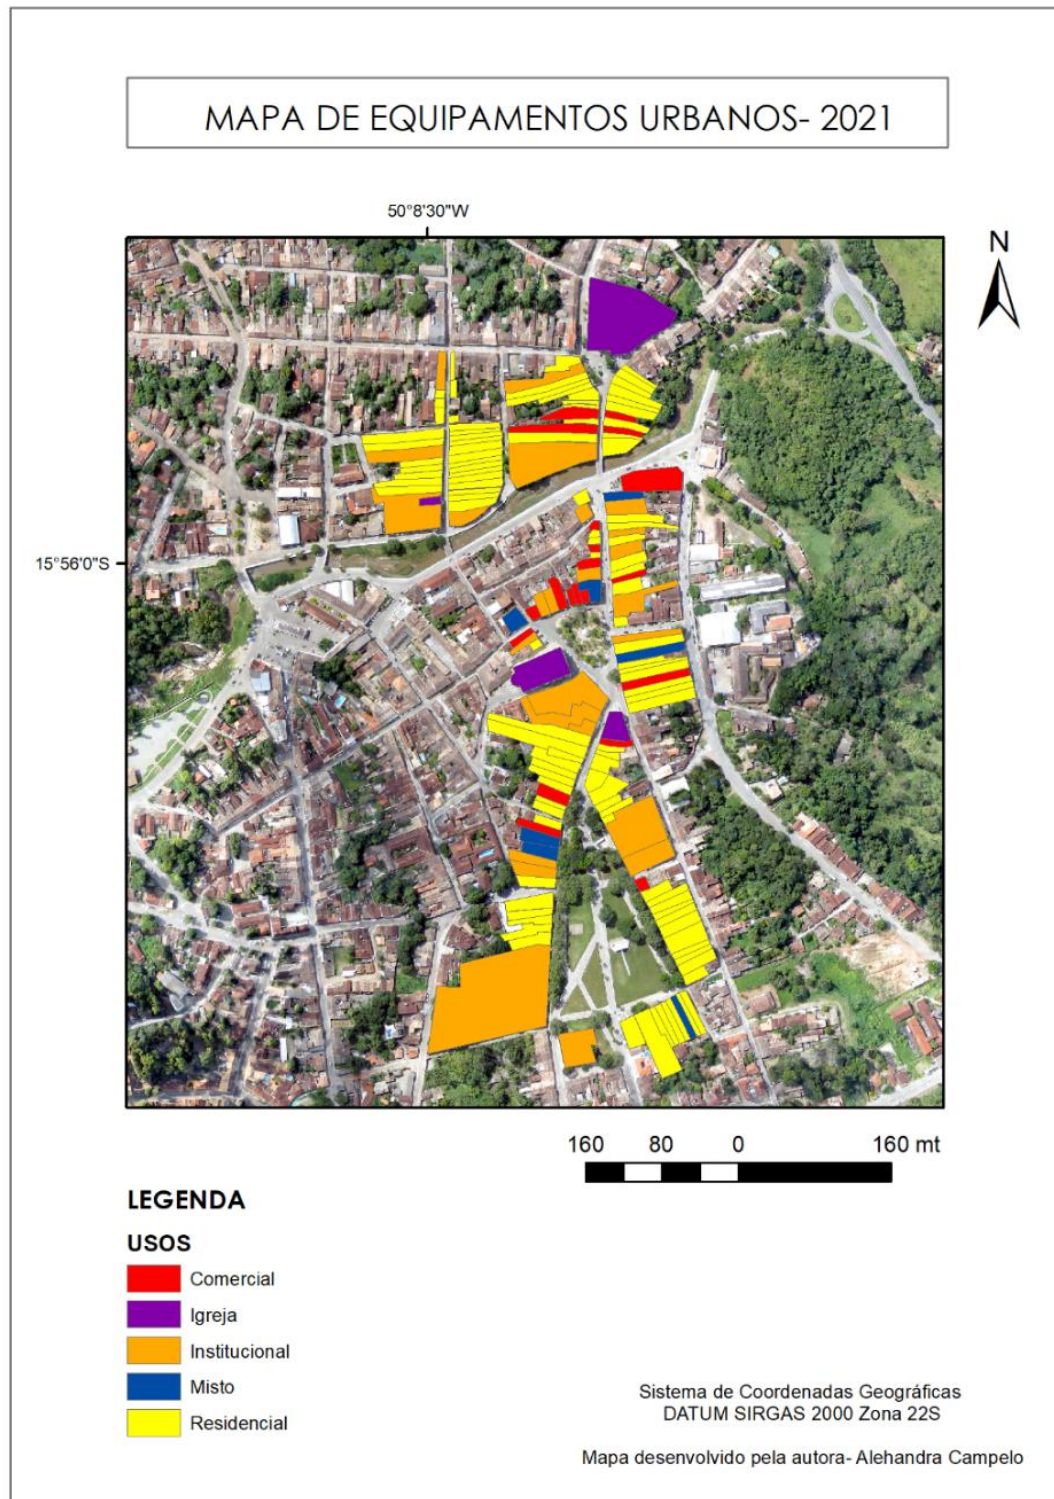 MAPA DE EQUIPAMENTOS URBANOS- 2021
50°8'30"W
N
15°56'0"S
160 80 0 160 mt
LEGENDA
USOS
Comercial
Igreja
Institucional
Misto
Residencial
Sistema de Coordenadas Geográficas
DATUM SIRGAS 2000 Zona 22S
Mapa desenvolvido pela autora- Alehandra Campelo